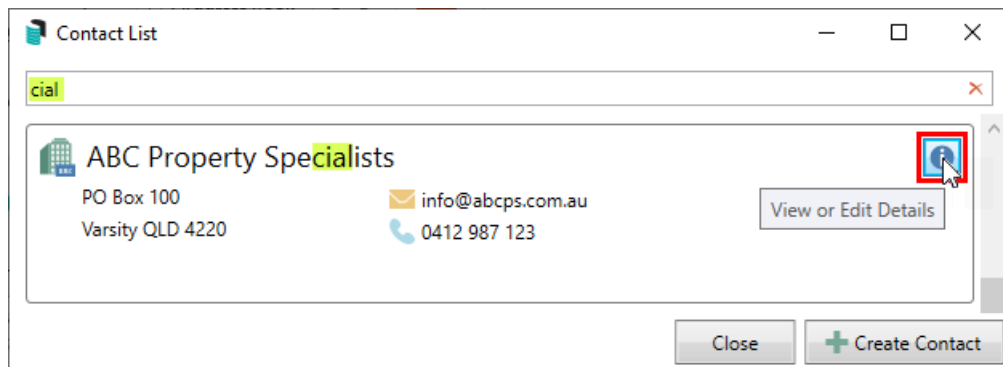 Contact List
cial
ABC Property Specialists
PO Box 100
info@abcps.com.au
View or Edit Details
Varsity QLD 4220
0412 987 123
Close
Create Contact